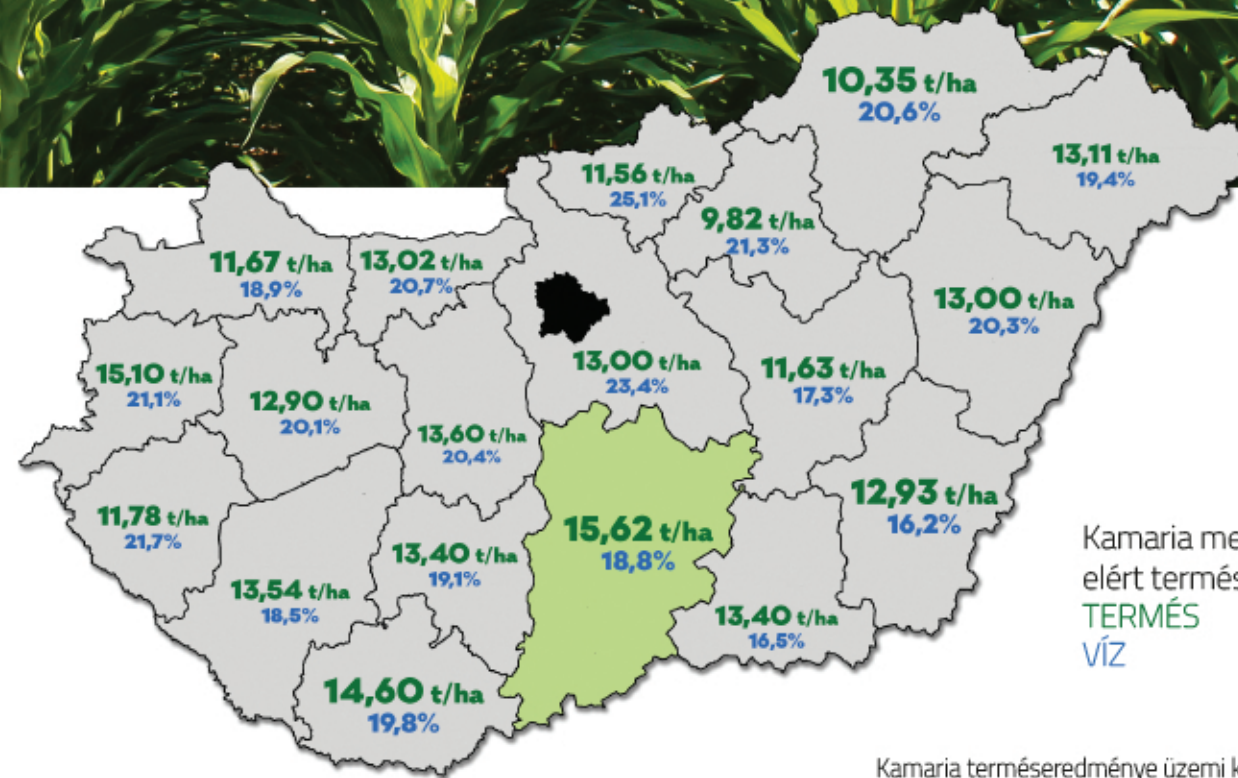 10,35 t/ha
20,6%
13,11 t/ha
19,4%
11,56 t/ha
25,1%
9,82 t/ha
21,3%
11,67 t/ha
18,9%
13,02 t/ha
20,7%
13,00 t/ha
20,3%
15,10 t/ha
21,1%
12,90 t/ha
20,1%
13,00 t/ha
23,4%
11,63 t/ha
17,3%
13,60 t/ha
20,4%
12,93 t/ha
16,2%
11,78 t/ha
21,7%
13,40 t/ha
19,1%
15,62 t/ha
18,8%
13,54 t/ha
18,5%
13,40 t/ha
16,5%
14,60 t/ha
19,8%
Kamaria me
elért termés
TERMÉS
VÍZ
Kamaria terméseredménye üzemi k